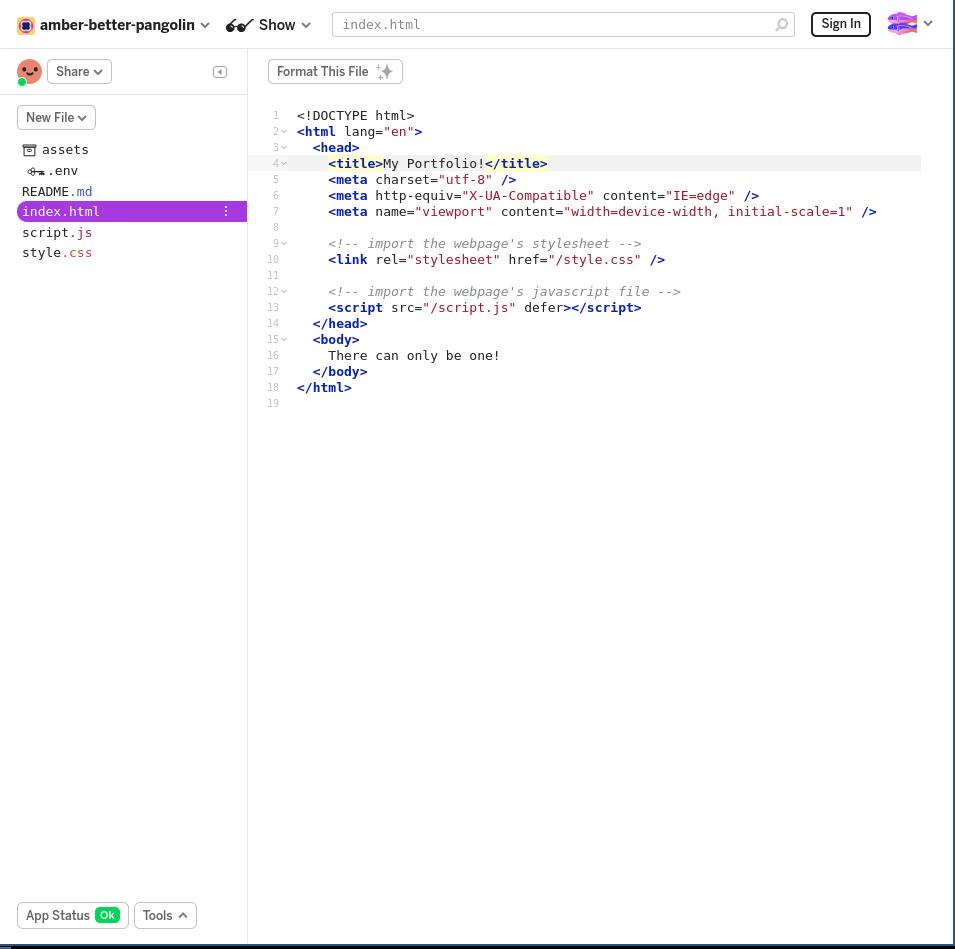 amber-better-pangolin Show index.html Sign In
Share
Format This File
New File
assets
.env
README.md
index.html
script.js
style.css
1 <!DOCTYPE html>
2 <html lang="en">
3 <head>
4 <title>My Portfolio!</title>
5 <meta charset="utf-8" />
6 <meta http-equiv="X-UA-Compatible" content="IE=edge" />
7 <meta name="viewport" content="width=device-width, initial-scale=1" />
8
9 <!-- import the webpage's stylesheet -->
10 <link rel="stylesheet" href="/style.css" />
11
12 <!-- import the webpage's javascript file -->
13 <script src="/script.js" defer></script>
14 </head>
15 <body>
16 There can only be one!
17 </body>
18 </html>
19
App Status Ok Tools